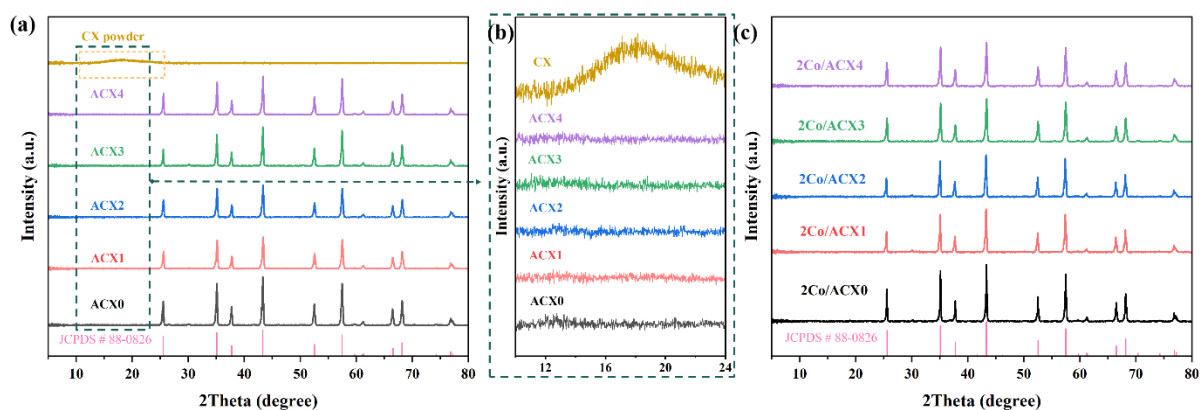 (a)
CX powder
ACX4
ACX3
ACX2
ACX1
ACX0
JCPDS # 88-0826
Intensity (a.u.)
10 20 30 40 50 60 70 80
2Theta (degree)
(b)
CX
ACX4
ACX3
ACX2
ACX1
ACX0
Intensity (a.u.)
12 16 20 24
2Theta (degree)
(c)
2Co/ACX4
2Co/ACX3
2Co/ACX2
2Co/ACX1
2Co/ACX0
JCPDS # 88-0826
Intensity (a.u.)
10 20 30 40 50 60 70 80
2Theta (degree)